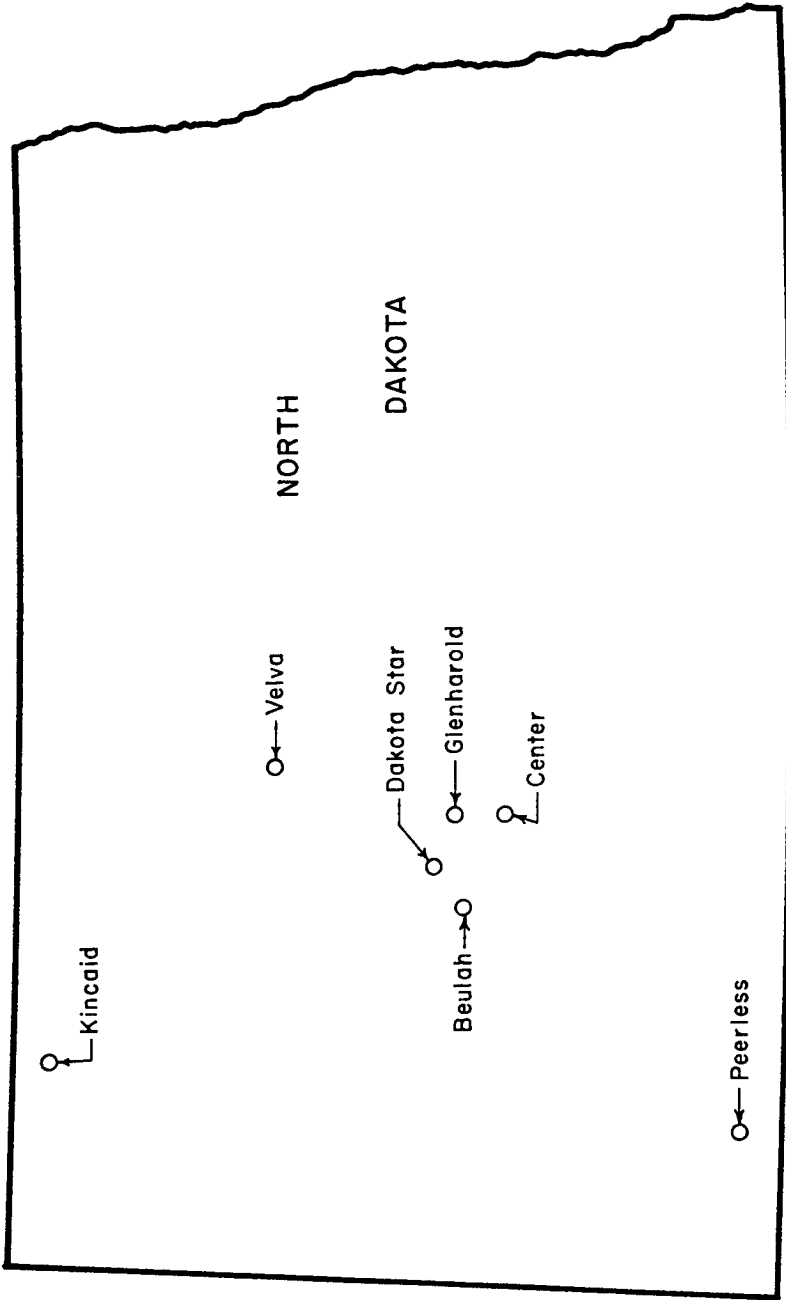 Kincaid
Velva
NORTH
DAKOTA
Dakota Star
Beulah
Glenharold
Center
Peerless